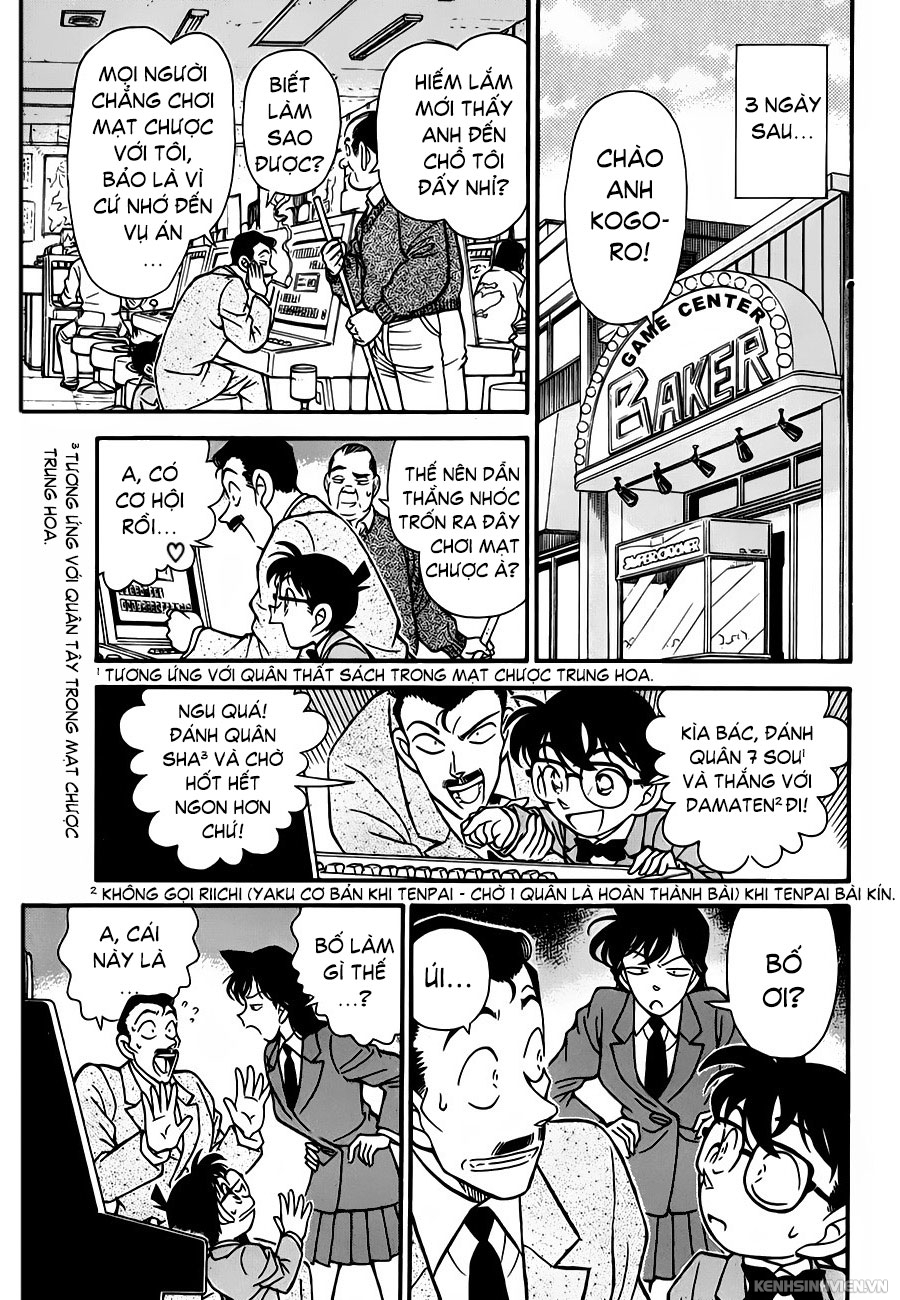 3 NGÀY
SAU...
CHÀO
ANH
KOGO-
RO!
GAME CENTER
BAKER
HIẾM LẮM
MỚI THẤY
ANH ĐẾN
CHỖ TÔI
ĐẤY NHỈ?
BIẾT
LÀM
SAO
ĐƯỢC?
MỌI NGƯỜI
CHẲNG CHƠI
MẠT CHƯỢC
VỚI TÔI,
BẢO LÀ VÌ
CỨ NHỚ ĐẾN
VỤ ÁN
...
THẾ NÊN DẪN
THẰNG NHÓC
TRỐN RA ĐÂY
CHƠI MẠT
CHƯỢC À?
A, CÓ
CƠ HỘI
RỒI...
♥
³ TƯƠNG ỨNG VỚI QUÂN TÂY TRONG MẠT CHƯỢC
TRUNG HOA.
¹ TƯƠNG ỨNG VỚI QUÂN THẤT SÁCH TRONG MẠT CHƯỢC TRUNG HOA.
KÌA BÁC, ĐÁNH
QUÂN 7 SOU¹
VÀ THẮNG VỚI
DAMATEN² ĐI!
NGU QUÁ!
ĐÁNH QUÂN
SHA³ VÀ CHỜ
HỐT HẾT
NGON HƠN
CHỨ!
² KHÔNG GỌI RIICHI (YAKU CƠ BẢN KHI TENPAI - CHỜ 1 QUÂN LÀ HOÀN THÀNH BÀI) KHI TENPAI BÀI KÍN.
BỐ
ƠI?
ÚI...
BỐ LÀM
GÌ THẾ
...?
A, CÁI
NÀY LÀ
...
KENHSINHVIEN.VN